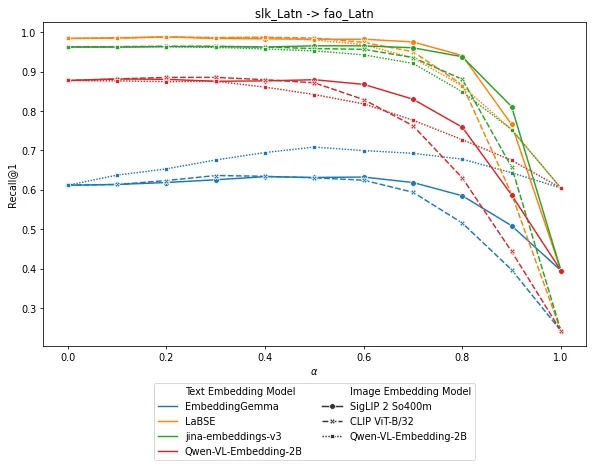 slk_Latn -> fao_Latn
Recall@1
1.0
0.9
0.8
0.7
0.6
0.5
0.4
0.3
0.0 0.2 0.4 0.6 0.8 1.0
α
Text Embedding Model Image Embedding Model
EmbeddingGemma SigLIP 2 So400m
LaBSE CLIP ViT-B/32
jina-embeddings-v3 Qwen-VL-Embedding-2B
Qwen-VL-Embedding-2B